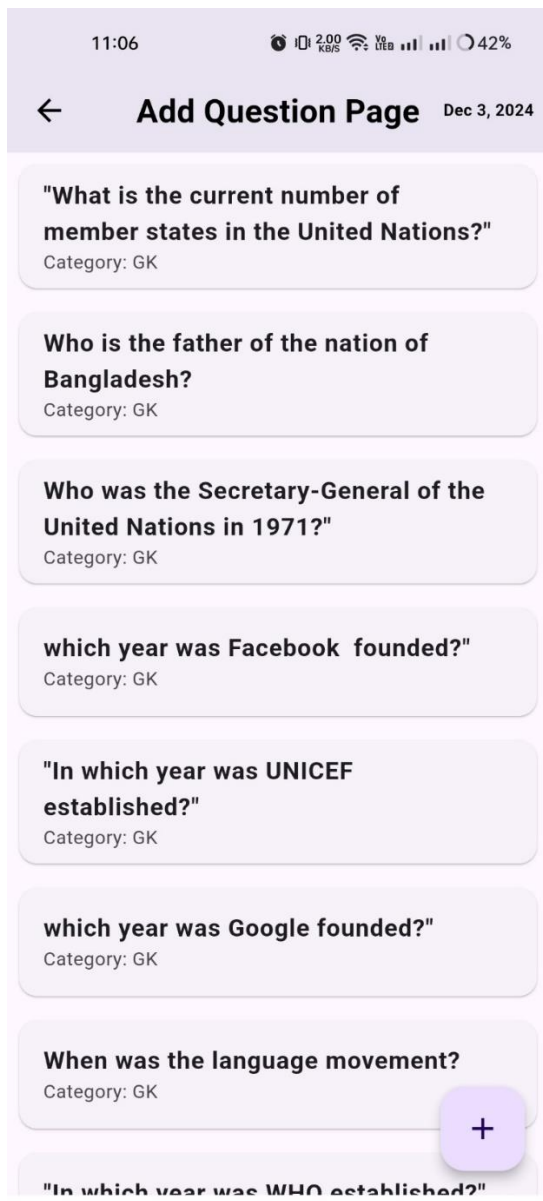 11:06 2.00 KB/S Vo LTE 42%
Add Question Page Dec 3, 2024
"What is the current number of
member states in the United Nations?"
Category: GK
Who is the father of the nation of
Bangladesh?
Category: GK
Who was the Secretary-General of the
United Nations in 1971?"
Category: GK
which year was Facebook  founded?"
Category: GK
"In which year was UNICEF
established?"
Category: GK
which year was Google founded?"
Category: GK
When was the language movement?
Category: GK
+
"In which year was WHO established?"